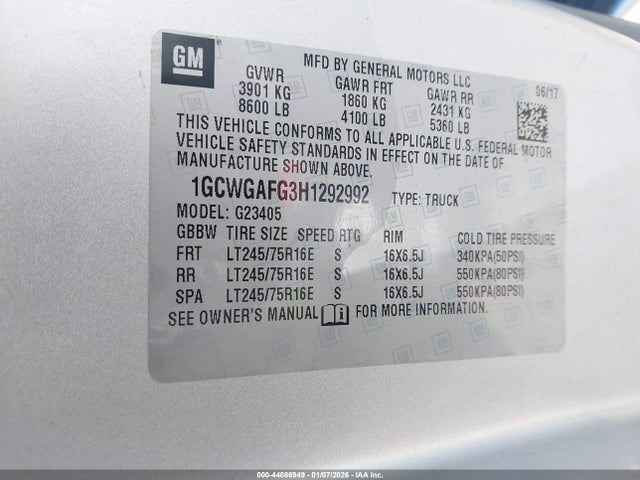 GM
MFD BY GENERAL MOTORS LLC
06/17
GVWR GAWR FRT GAWR RR
3901 KG 1860 KG 2431 KG
8600 LB 4100 LB 5360 LB
THIS VEHICLE CONFORMS TO ALL APPLICABLE U.S. FEDERAL MOTOR
VEHICLE SAFETY STANDARDS IN EFFECT ON THE DATE OF
MANUFACTURE SHOWN ABOVE.
1GCWGAFG3H1292992 TYPE: TRUCK
MODEL: G23405
GBBW TIRE SIZE SPEED RTG RIM COLD TIRE PRESSURE
FRT LT245/75R16E S 16X6.5J 340KPA(50PSI)
RR LT245/75R16E S 16X6.5J 550KPA(80PSI)
SPA LT245/75R16E S 16X6.5J 550KPA(80PSI)
SEE OWNER'S MANUAL i FOR MORE INFORMATION
000-44086949 - 01/07/2026 - IAA Inc.